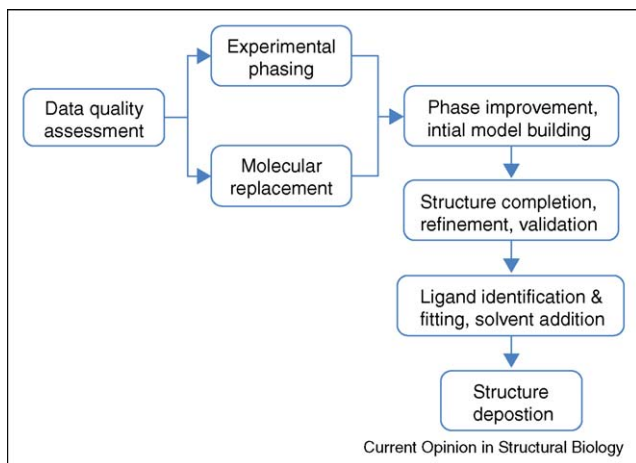 Experimental
phasing
Data quality
assessment
Molecular
replacement
Phase improvement,
intial model building
Structure completion,
refinement, validation
Ligand identification &
fitting, solvent addition
Structure
depostion
Current Opinion in Structural Biology